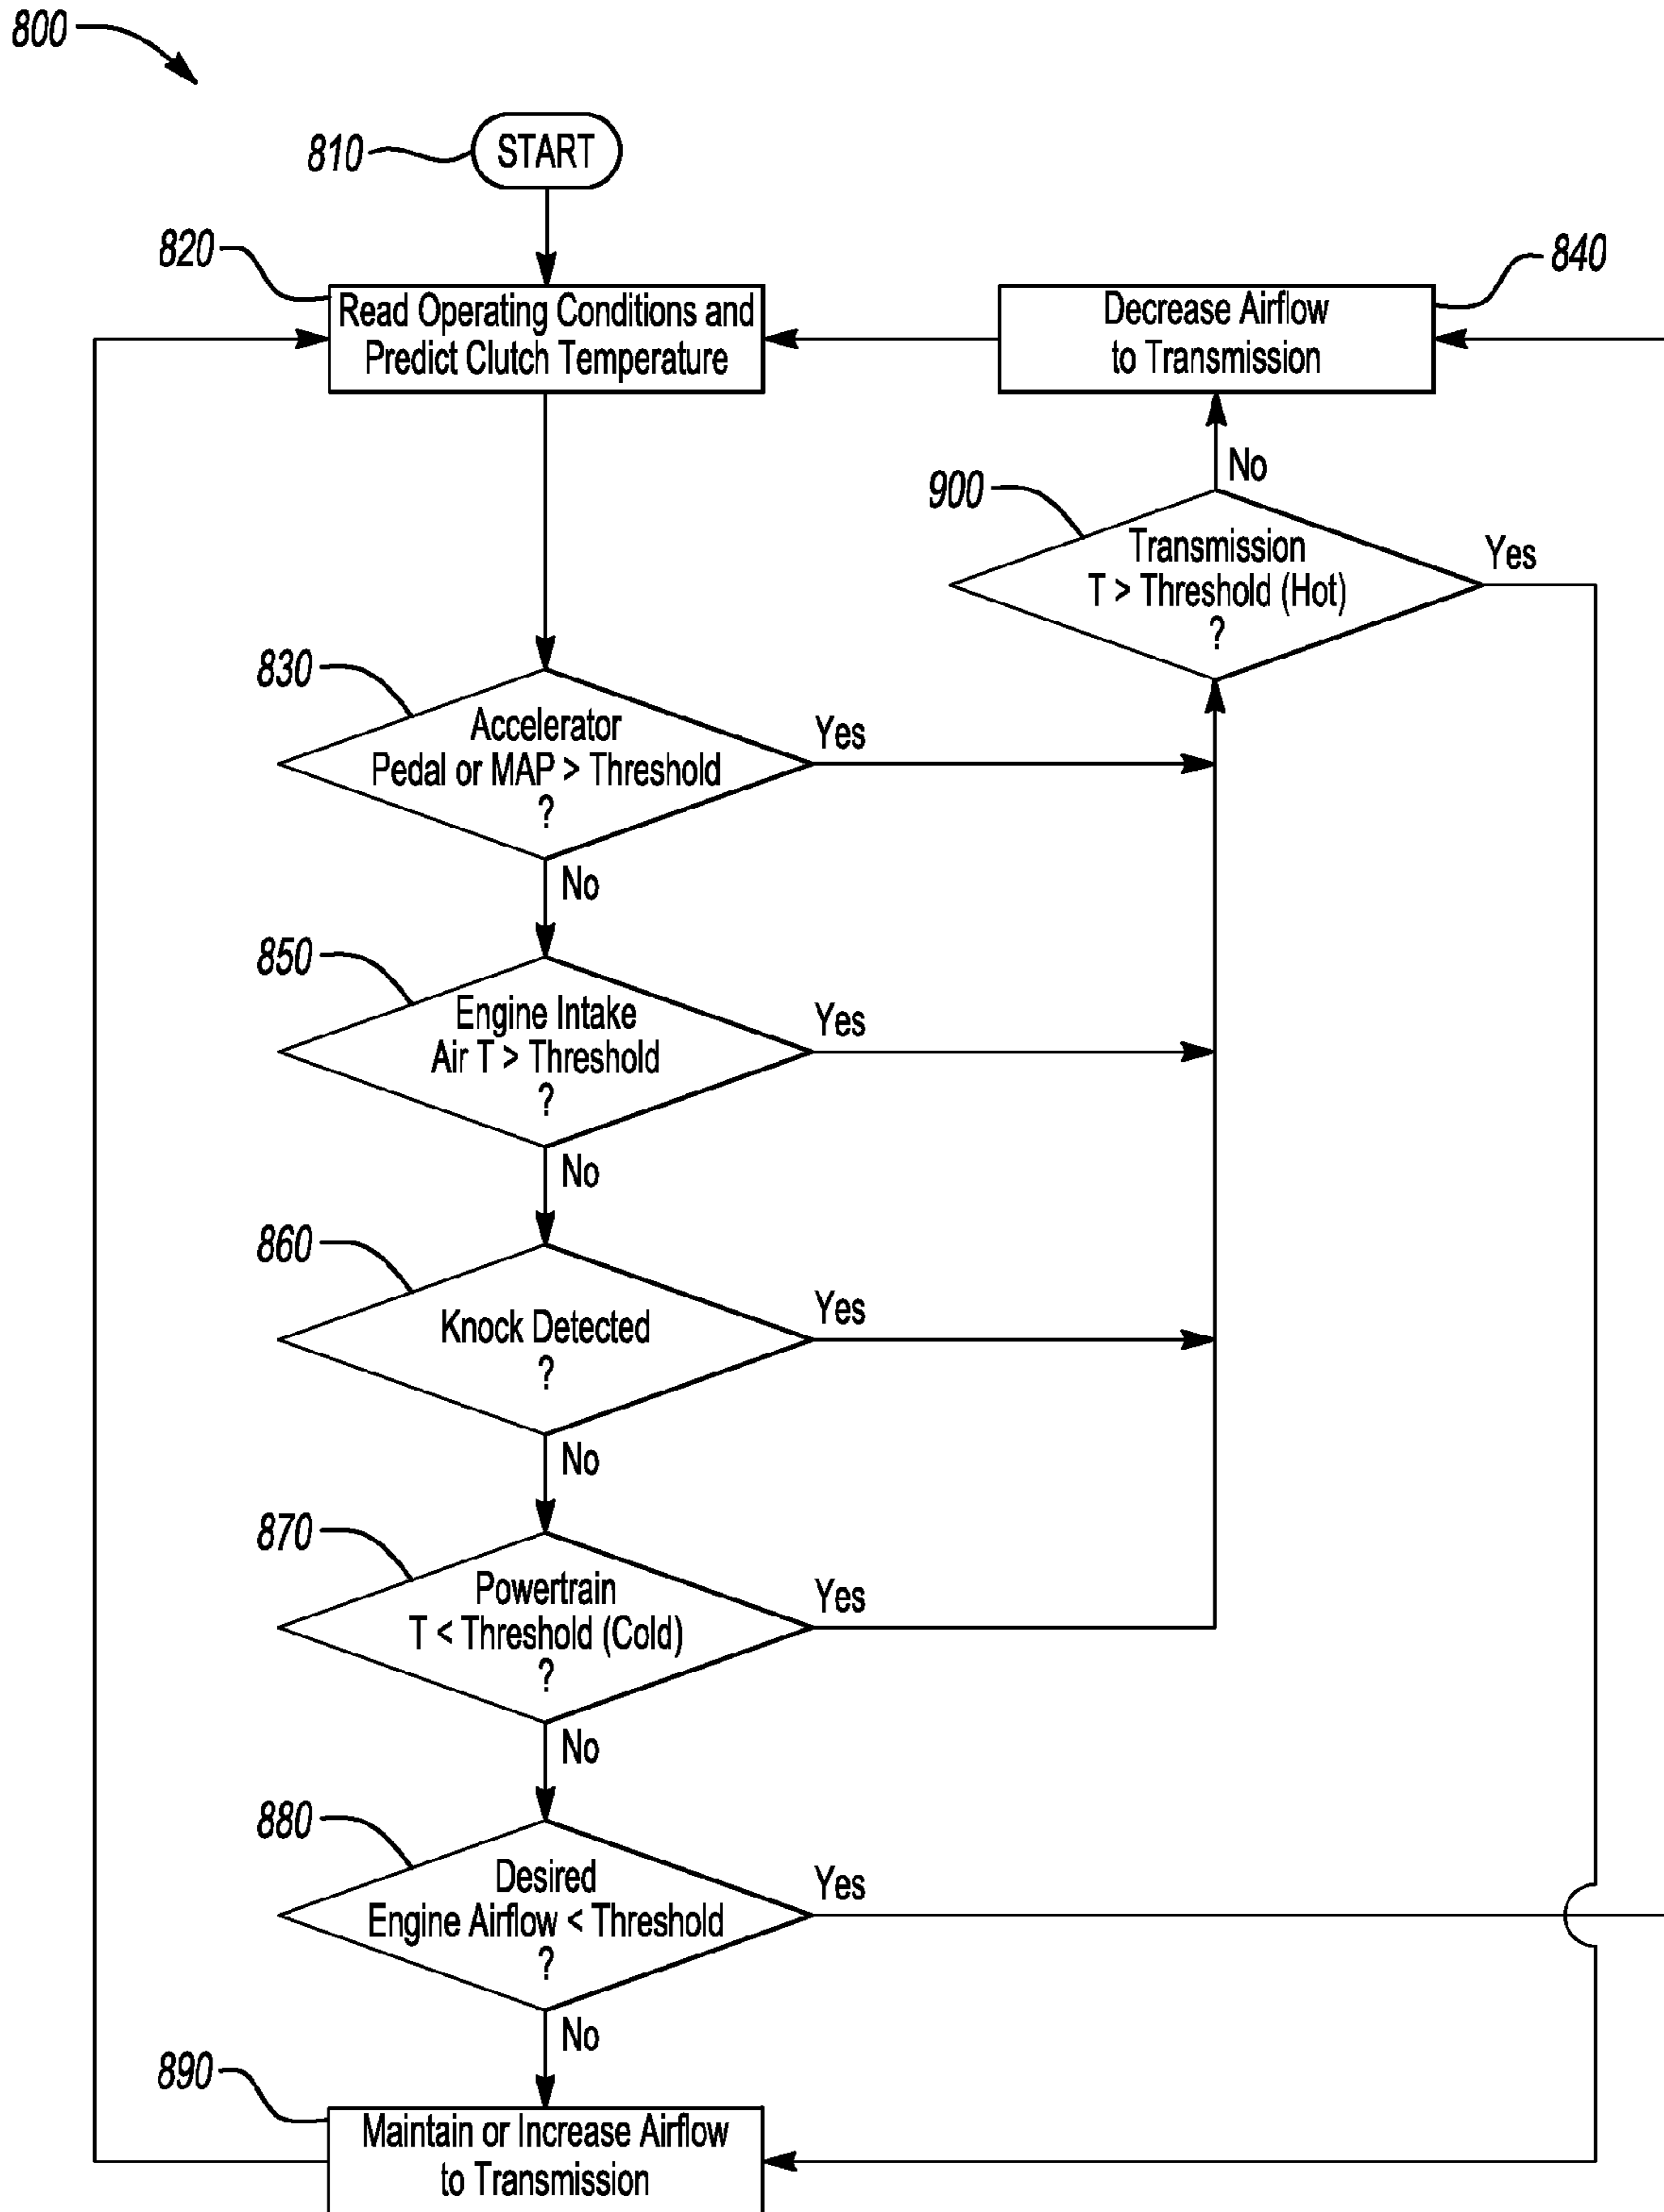 800
810
START
820
Read Operating Conditions and
Predict Clutch Temperature
840
Decrease Airflow
to Transmission
No
900
Transmission
T > Threshold (Hot)
?
Yes
830
Accelerator
Pedal or MAP > Threshold
?
Yes
No
850
Engine Intake
Air T > Threshold
?
Yes
No
860
Knock Detected
?
Yes
No
870
Powertrain
T < Threshold (Cold)
?
Yes
No
880
Desired
Engine Airflow < Threshold
?
Yes
No
890
Maintain or Increase Airflow
to Transmission